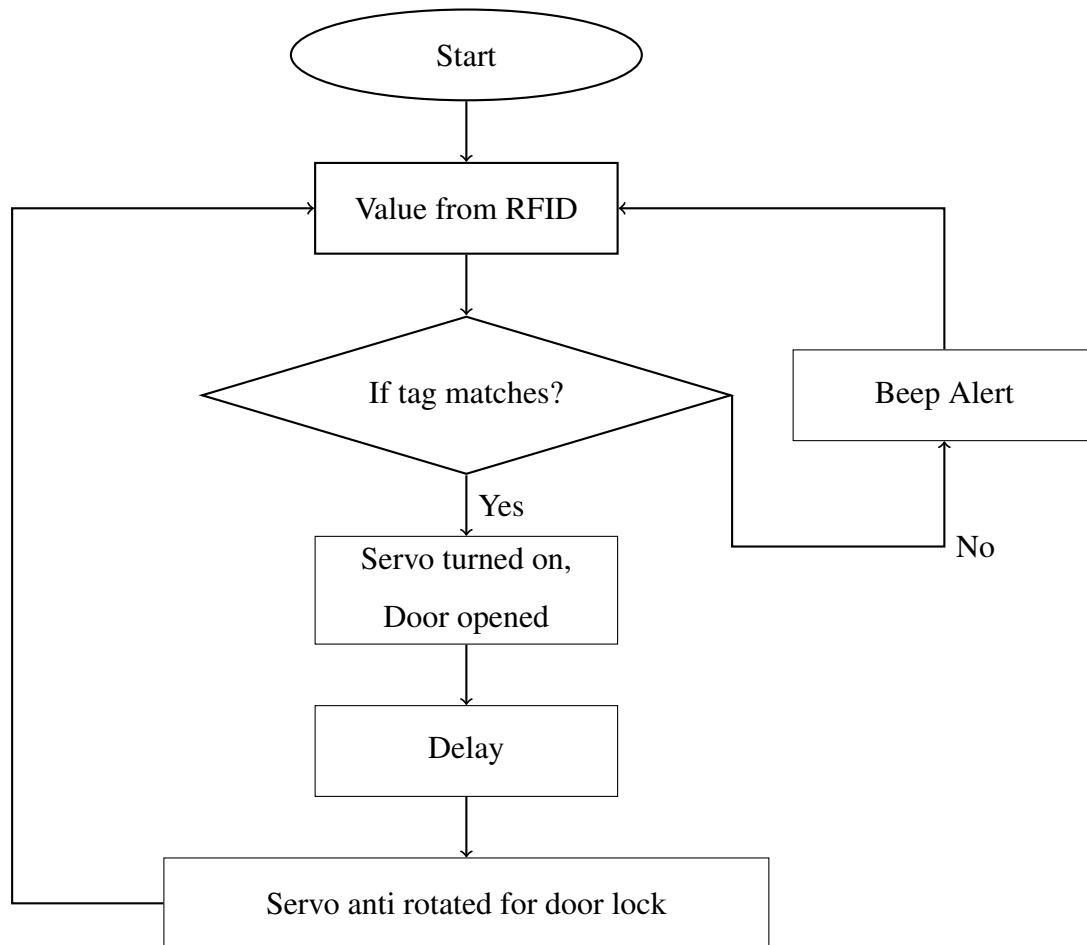 Start
Value from RFID
If tag matches?
Beep Alert
Yes
No
Servo turned on,
Door opened
Delay
Servo anti rotated for door lock